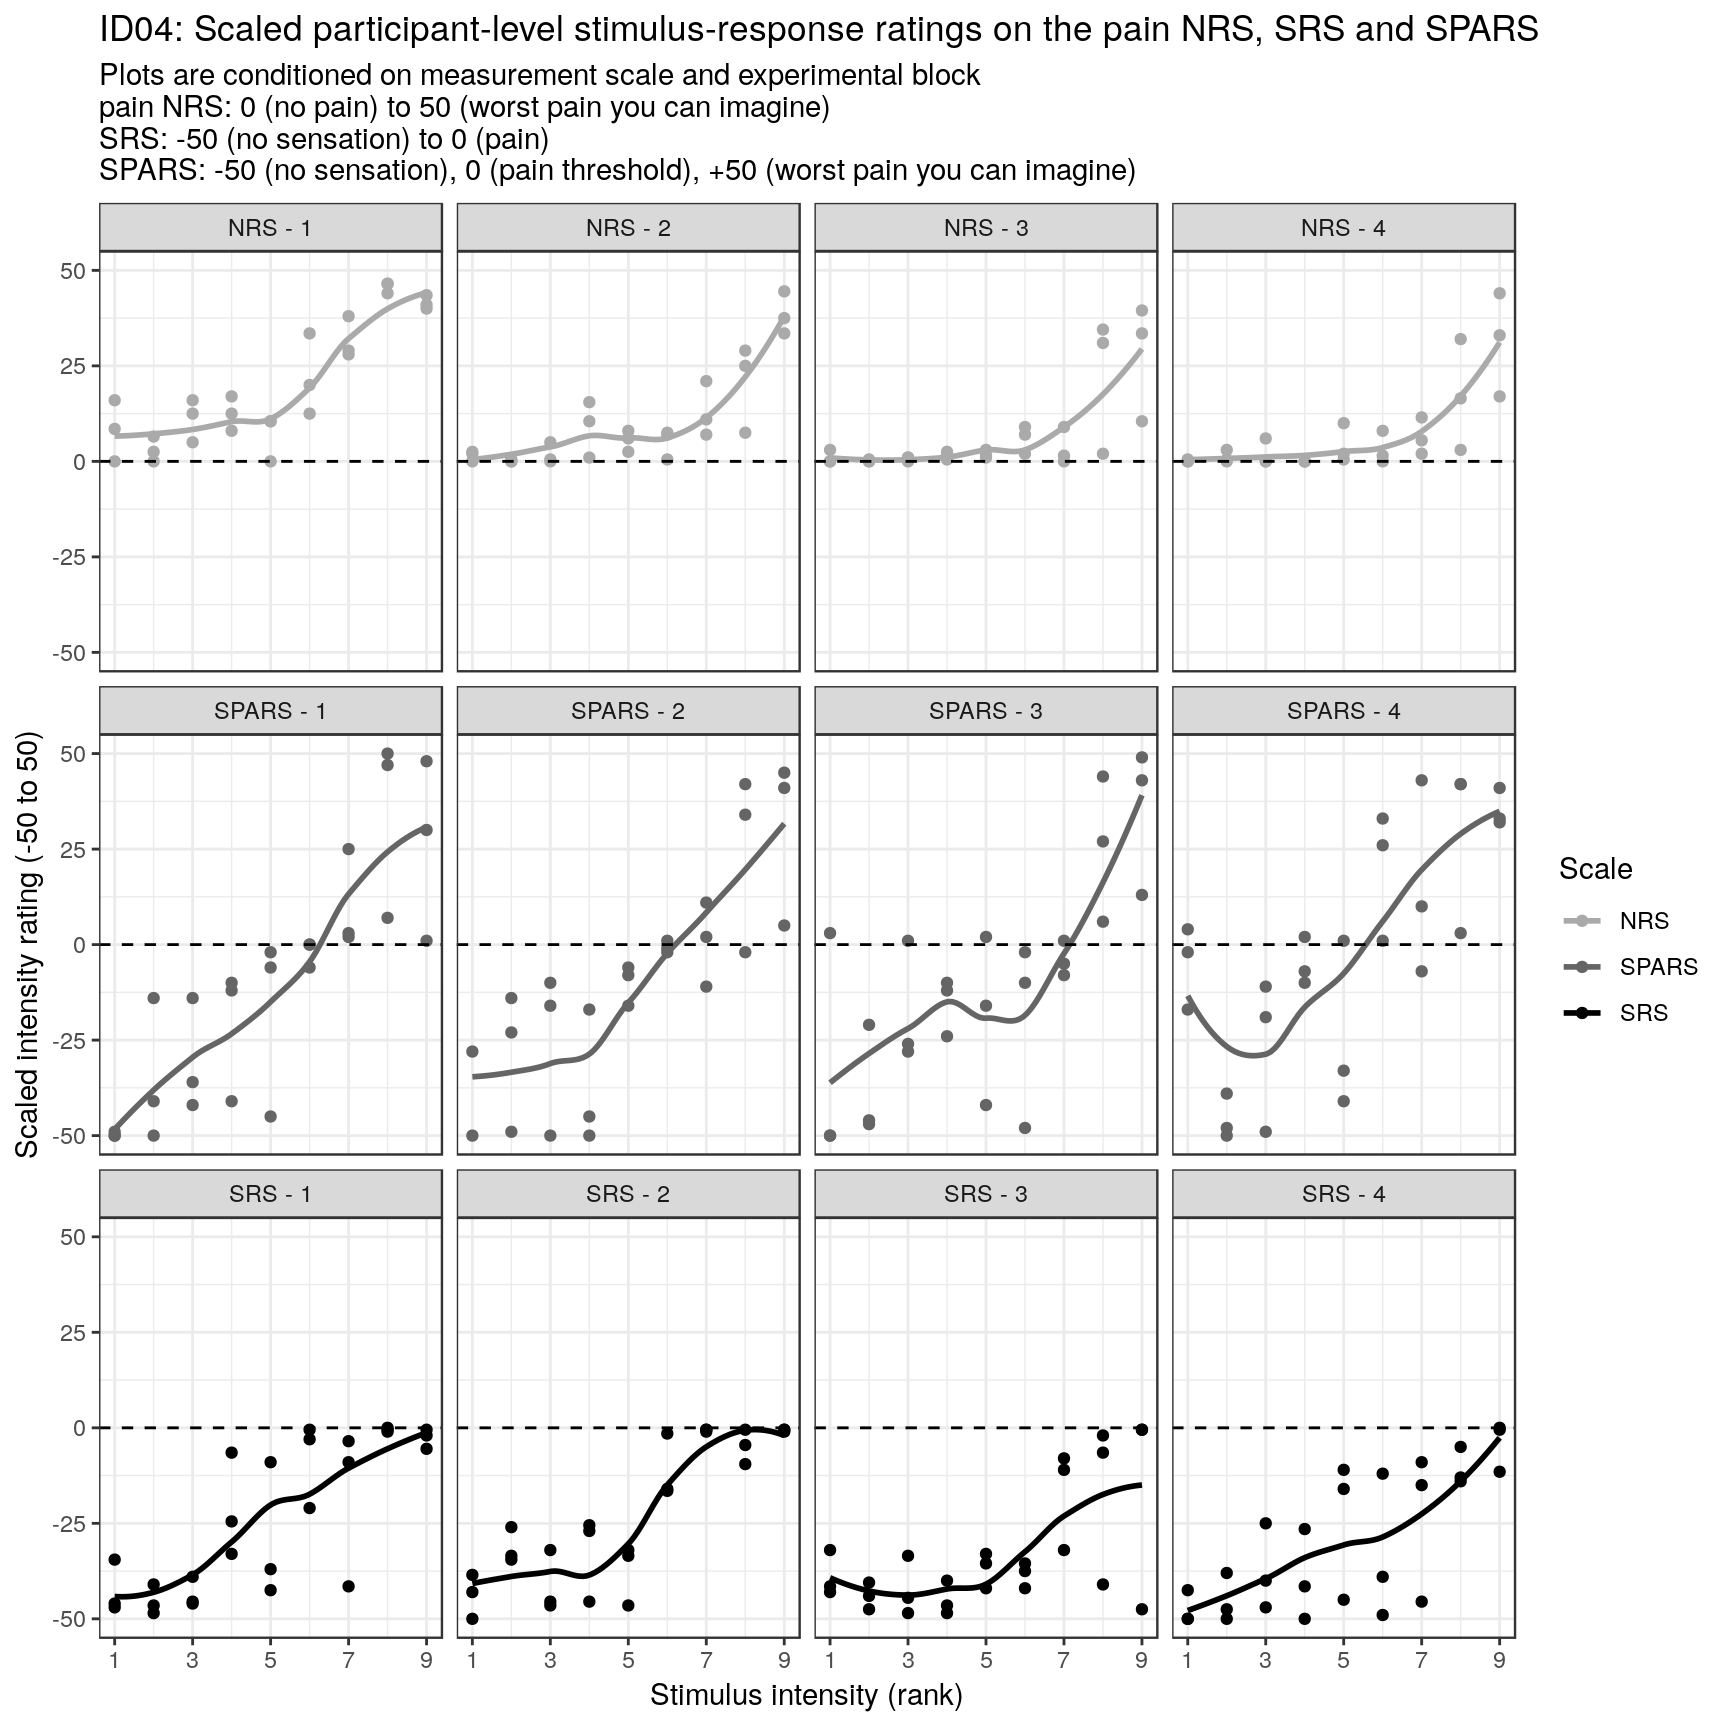 ID04: Scaled participant-level stimulus-response ratings on the pain NRS, SRS and SPARS
Plots are conditioned on measurement scale and experimental block
pain NRS: 0 (no pain) to 50 (worst pain you can imagine)
SRS: -50 (no sensation) to 0 (pain)
SPARS: -50 (no sensation), 0 (pain threshold), +50 (worst pain you can imagine)
NRS - 1
NRS - 2
NRS - 3
NRS - 4
50
25
0
-25
-50
SPARS - 1
SPARS - 2
SPARS - 3
SPARS - 4
50
25
0
-25
-50
Scaled intensity rating (-50 to 50)
Scale
NRS
SPARS
SRS
SRS - 1
SRS - 2
SRS - 3
SRS - 4
50
25
0
-25
-50
1 3 5 7 9
1 3 5 7 9
1 3 5 7 9
1 3 5 7 9
Stimulus intensity (rank)